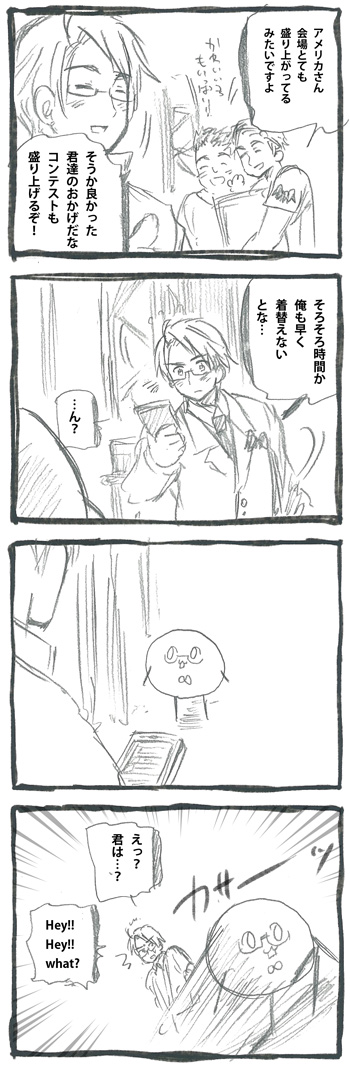 アメリカさん
会場とても
盛り上がってる
みたいですよ
かわいい子
もいっぱい!
そうか良かった
君達のおかげだな
コンテストも
盛り上げるぞ!
そろそろ時間か
俺も早く
着替えない
とな…
…ん?
えっ?
君は…?
ガーッ
Hey!!
Hey!!
what?